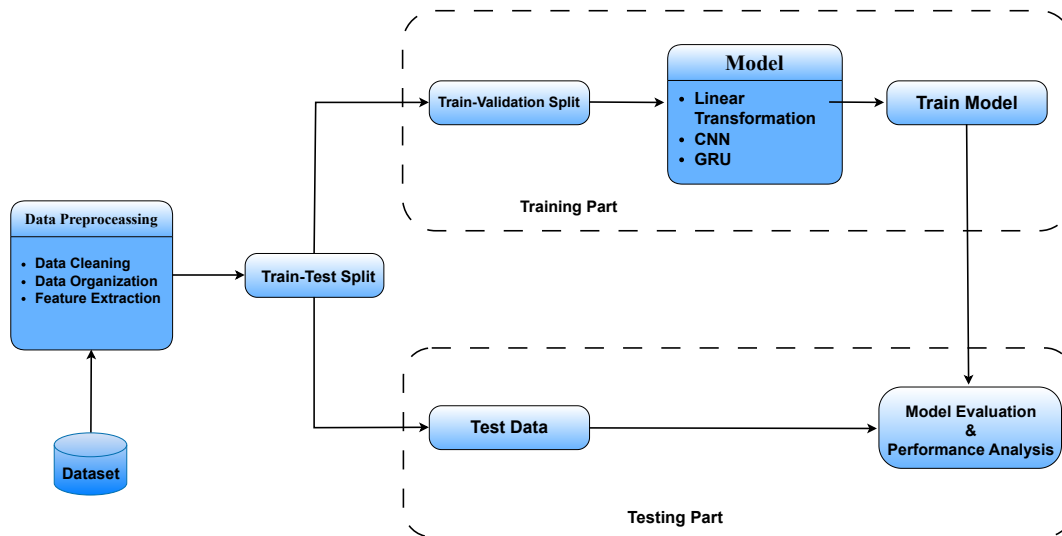 Train-Validation Split
Model
• Linear
Transformation
• CNN
• GRU
Train Model
Training Part
Data Preproceassing
• Data Cleaning
• Data Organization
• Feature Extraction
Train-Test Split
Dataset
Test Data
Model Evaluation
&
Performance Analysis
Testing Part